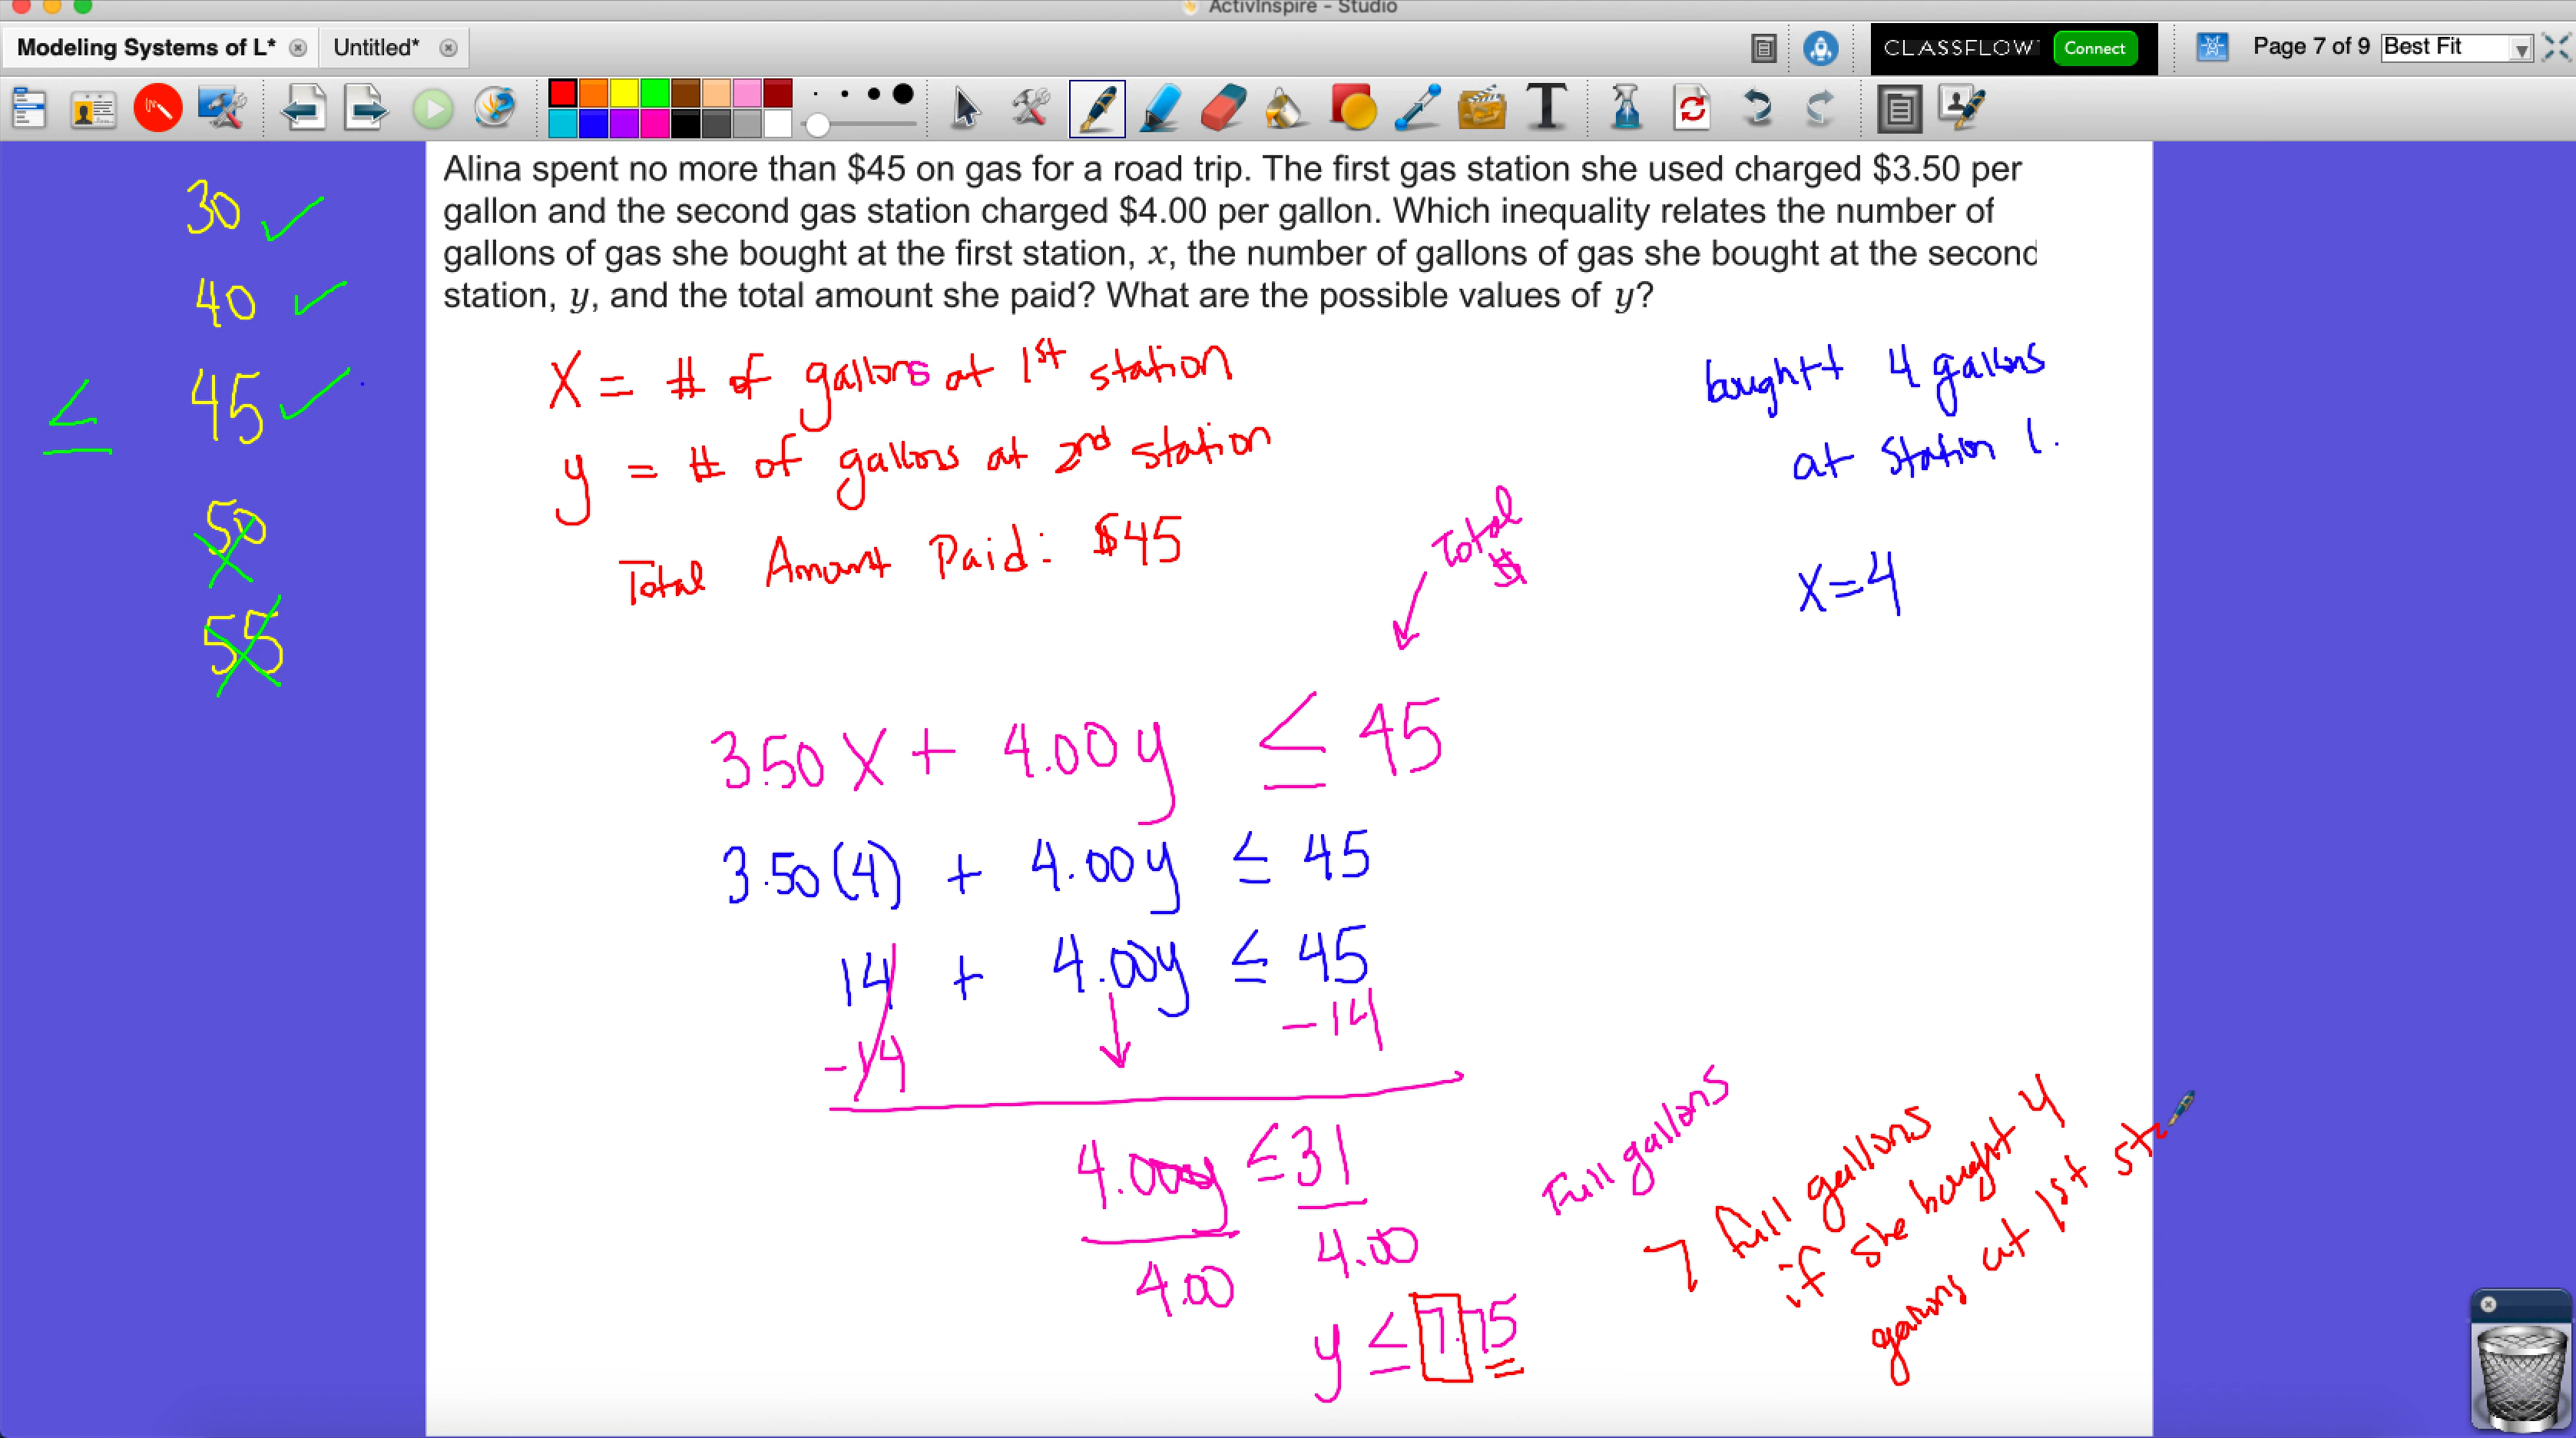 ActivInspire - Studio
Modeling Systems of L*
Untitled*
CLASSFLOW
Connect
Page 7 of 9
Best Fit
Alina spent no more than $45 on gas for a road trip. The first gas station she used charged $3.50 per
gallon and the second gas station charged $4.00 per gallon. Which inequality relates the number of
gallons of gas she bought at the first station, x, the number of gallons of gas she bought at the second
station, y, and the total amount she paid? What are the possible values of y?
30 ✓
40 ✓
≤ 45 ✓
50
55
X = # of gallons at 1st station
y = # of gallons at 2nd station
Total Amount Paid: $45
bought 4 gallons
at station 1.
x=4
Total
$
3.50x + 4.00y ≤ 45
3.50(4) + 4.00y ≤ 45
14 + 4.00y ≤ 45
-14 -14
4.00y ≤ 31
4.00 4.00
y ≤ 7.75
Full gallons
7 full gallons
if she bought 4
gallons at 1st sta